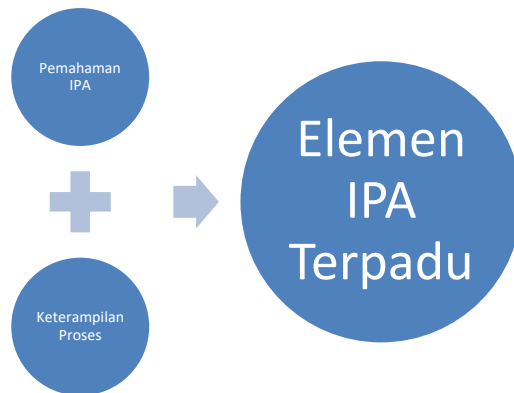 Pemahaman
IPA
Keterampilan
Proses
Elemen
IPA
Terpadu